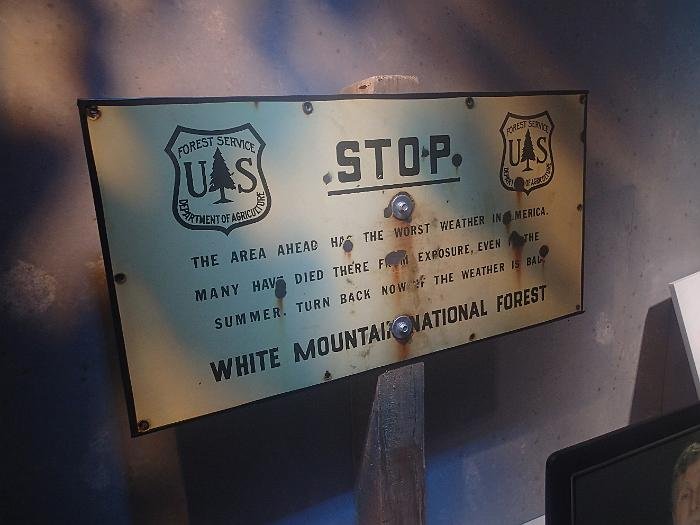 FOREST SERVICE
U S
DEPARTMENT OF AGRICULTURE
STOP
FOREST SERVICE
U S
DEPARTMENT OF AGRICULTURE
THE AREA AHEAD HAS THE WORST WEATHER IN AMERICA.
MANY HAVE DIED THERE FROM EXPOSURE, EVEN IN THE
SUMMER. TURN BACK NOW IF THE WEATHER IS BAD.
WHITE MOUNTAIN NATIONAL FOREST